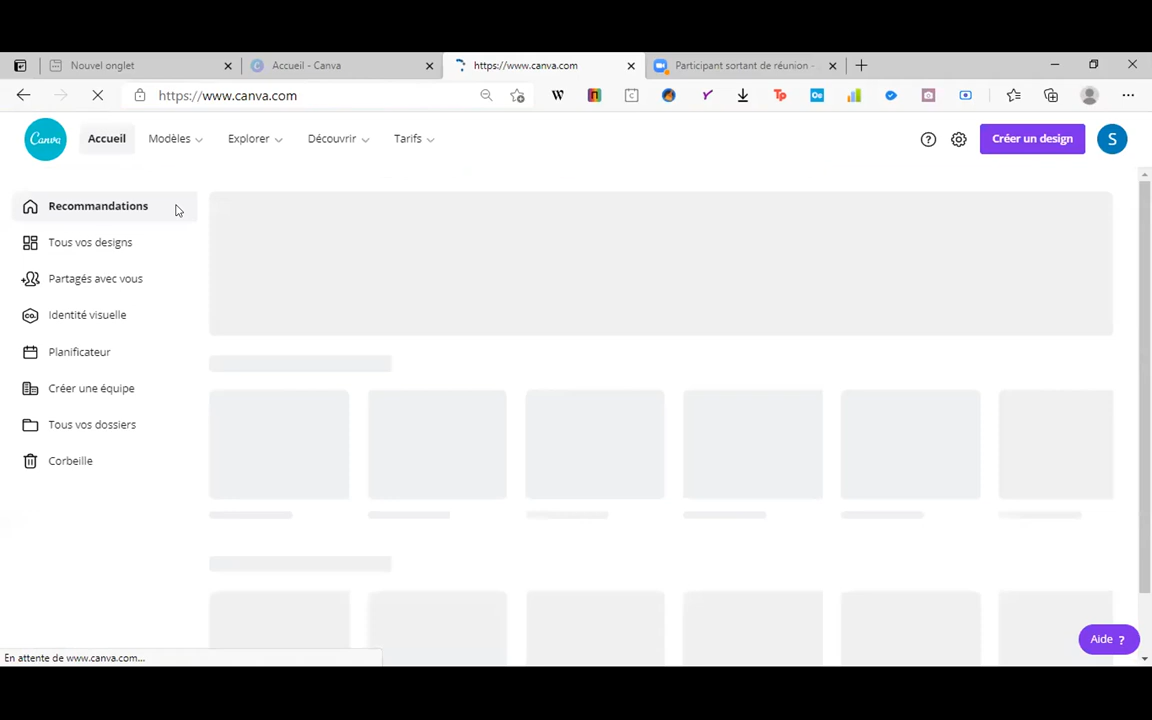 Nouvel onglet
Accueil - Canva
https://www.canva.com
Participant sortant de réunion -
https://www.canva.com
W
Tp
Canva
Accueil
Modèles
Explorer
Découvrir
Tarifs
Créer un design
S
Recommandations
Tous vos designs
Partagés avec vous
CO.
Identité visuelle
Planificateur
Créer une équipe
Tous vos dossiers
Corbeille
Aide ?
En attente de www.canva.com...